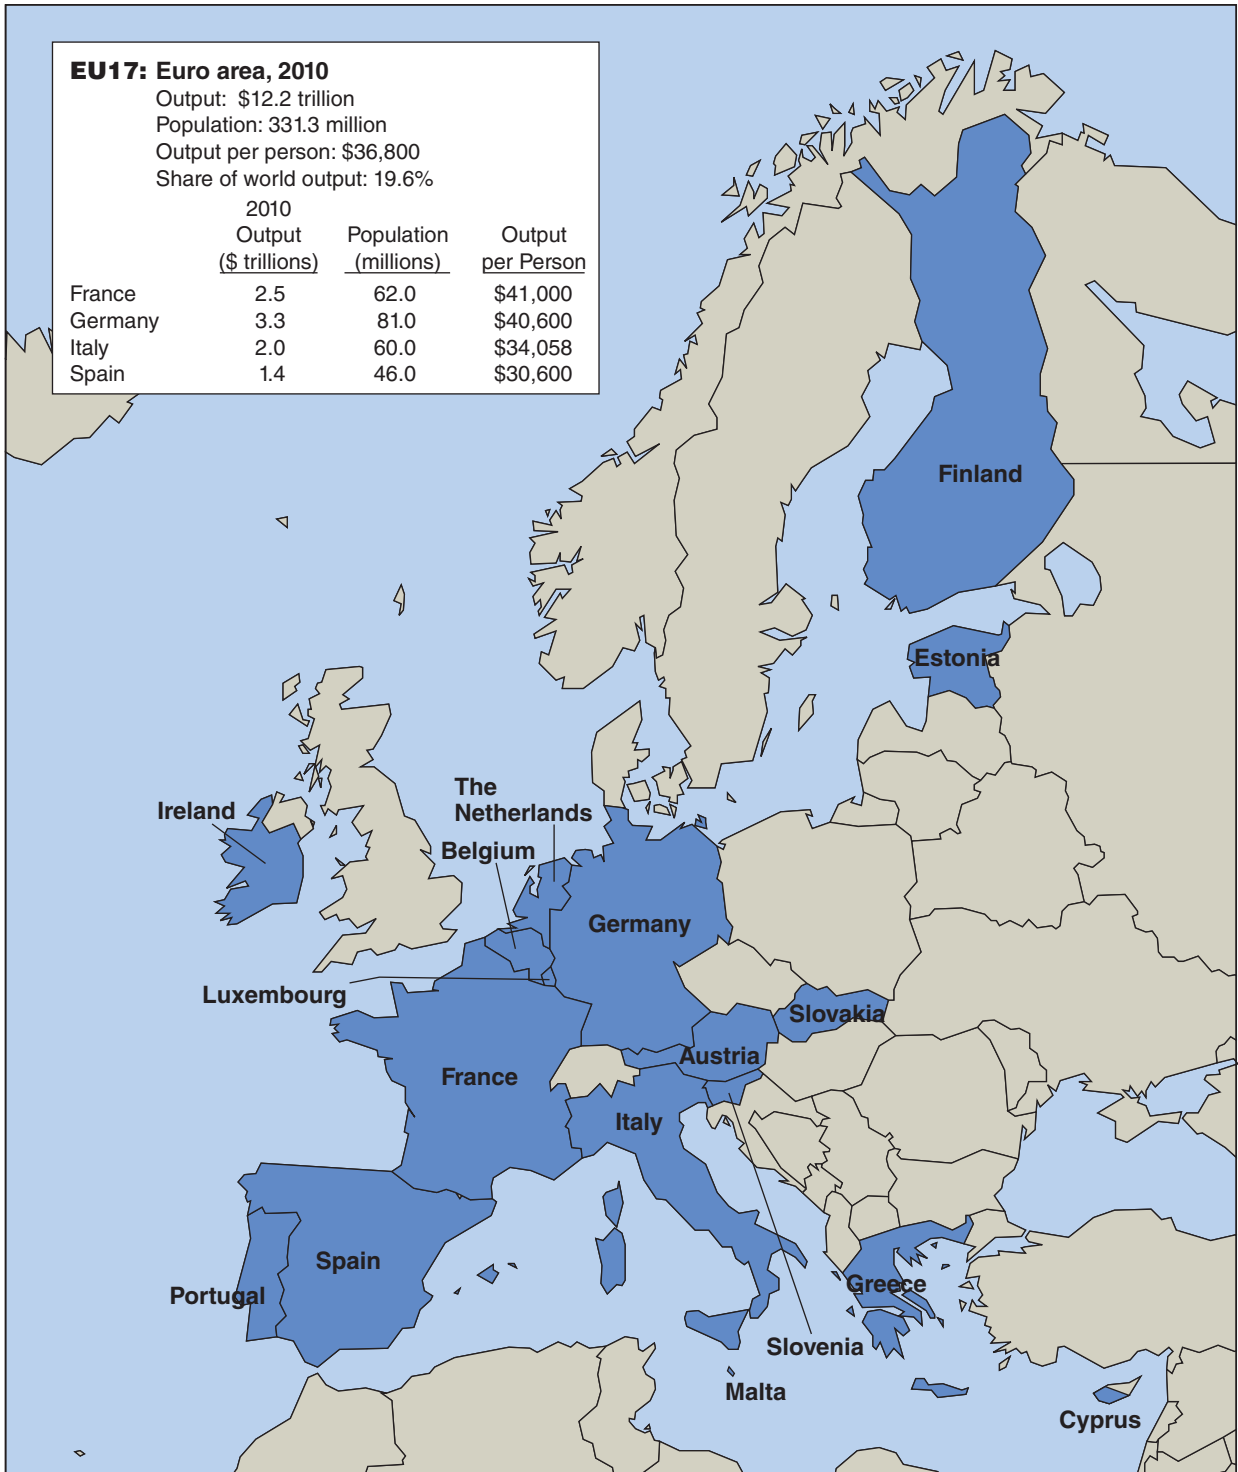 EU17: Euro area, 2010
Output: $12.2 trillion
Population: 331.3 million
Output per person: $36,800
Share of world output: 19.6%
2010
Output Population Output
($ trillions) (millions) per Person
France 2.5 62.0 $41,000
Germany 3.3 81.0 $40,600
Italy 2.0 60.0 $34,058
Spain 1.4 46.0 $30,600
Finland
Estonia
The
Netherlands
Ireland
Belgium
Germany
Luxembourg
Slovakia
Austria
France
Italy
Spain
Portugal
Greece
Slovenia
Malta
Cyprus